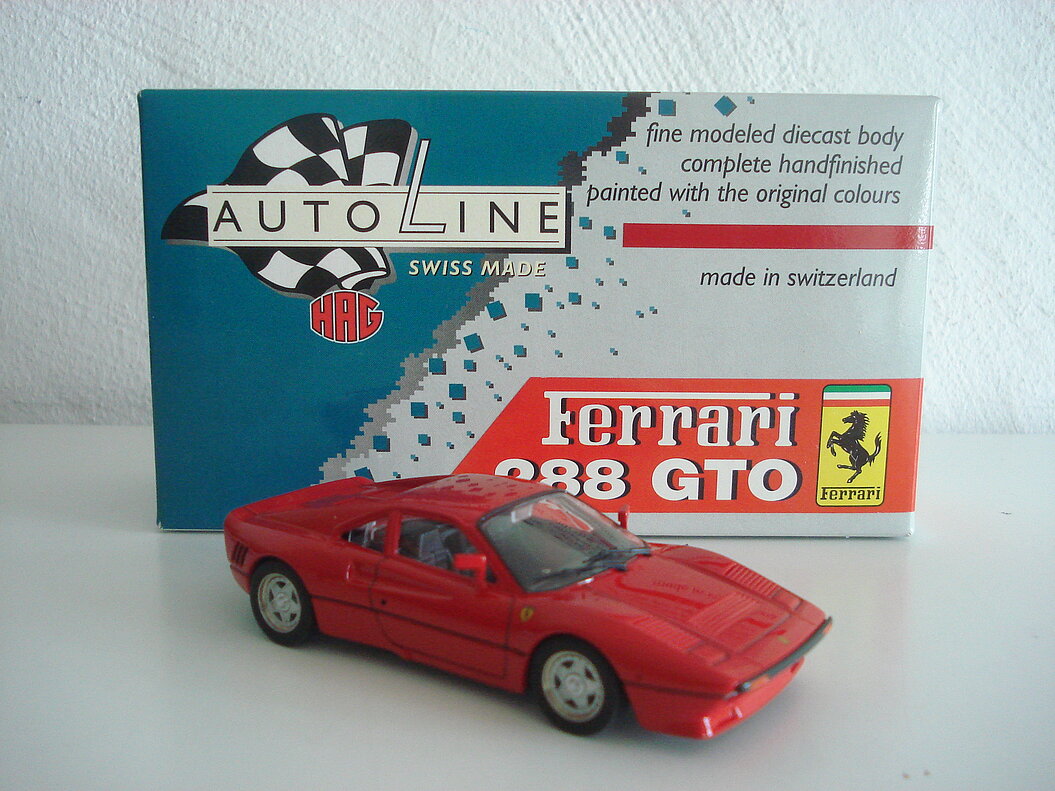 AUTOLINE
SWISS MADE
HAG
fine modeled diecast body
complete handfinished
painted with the original colours
made in switzerland
Ferrari
288 GTO
Ferrari